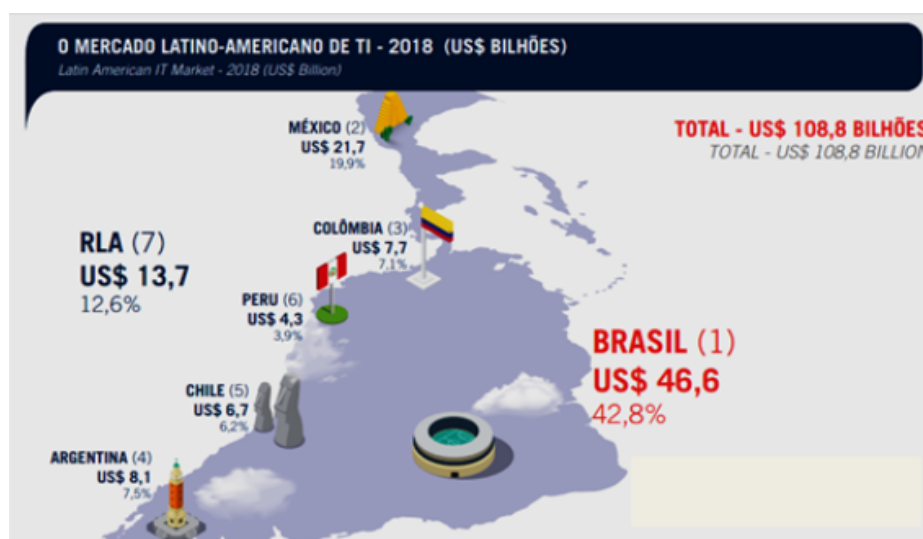 O MERCADO LATINO-AMERICANO DE TI - 2018 (US$ BILHÕES)
Latin American IT Market - 2018 (US$ Billion)
TOTAL - US$ 108,8 BILHÕES
TOTAL - US$ 108,8 BILLION
MÉXICO (2)
US$ 21,7
19,9%
COLÔMBIA (3)
US$ 7,7
7,1%
RLA (7)
US$ 13,7
12,6%
PERU (6)
US$ 4,3
3,9%
BRASIL (1)
US$ 46,6
42,8%
CHILE (5)
US$ 6,7
6,2%
ARGENTINA (4)
US$ 8,1
7,5%